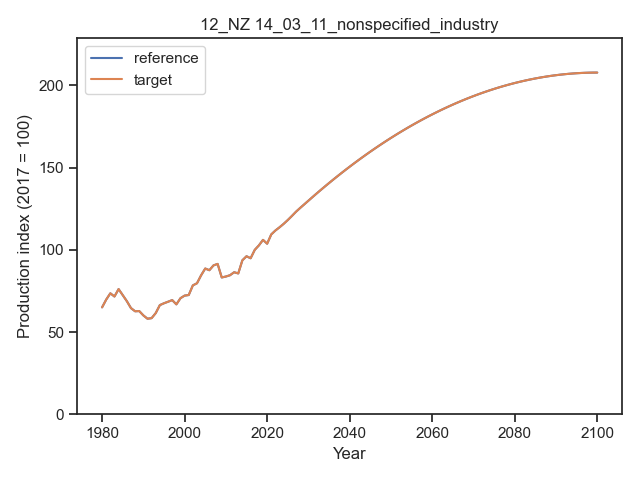 12_NZ 14_03_11_nonspecified_industry
reference
target
Production index (2017 = 100)
200
150
100
50
0
1980
2000
2020
2040
2060
2080
2100
Year